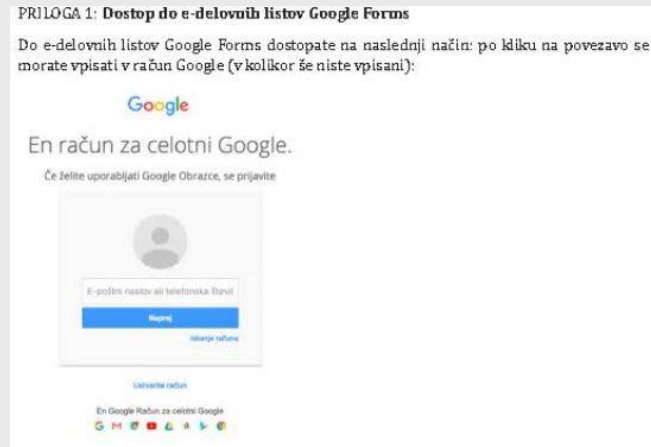 PRILOGA 1: Dostop do e-delovnih listov Google Forms
Do e-delovnih listov Google Forms dostopate na naslednji način: po kliku na povezavo se
morate vpisati v račun Google (v kolikor še niste vpisani):
Google
En račun za celotni Google.
Če želite uporabljati Google Obrazce, se prijavite
E-poštni naslov ali telefonska števil
Naprej
Iskanje računa
Ustvarite račun
En Google Račun za celotni Google